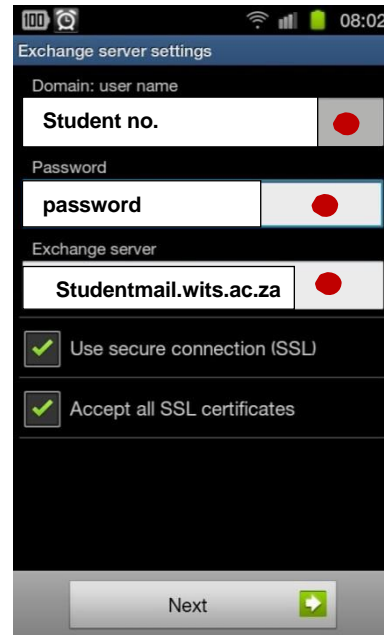 100 08:02
Exchange server settings
Domain: user name
Student no.
Password
password
Exchange server
Studentmail.wits.ac.za
Use secure connection (SSL)
Accept all SSL certificates
Next